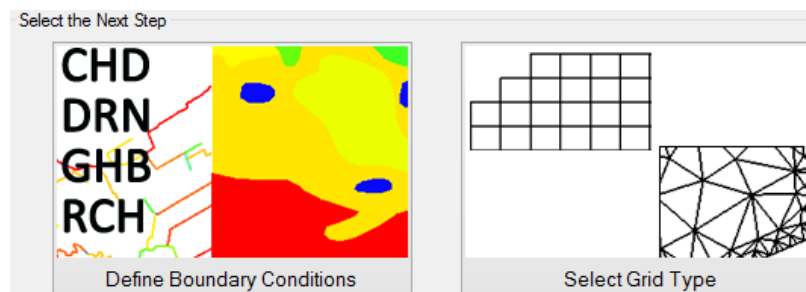 Select the Next Step
CHD
DRN
GHB
RCH
Define Boundary Conditions
Select Grid Type